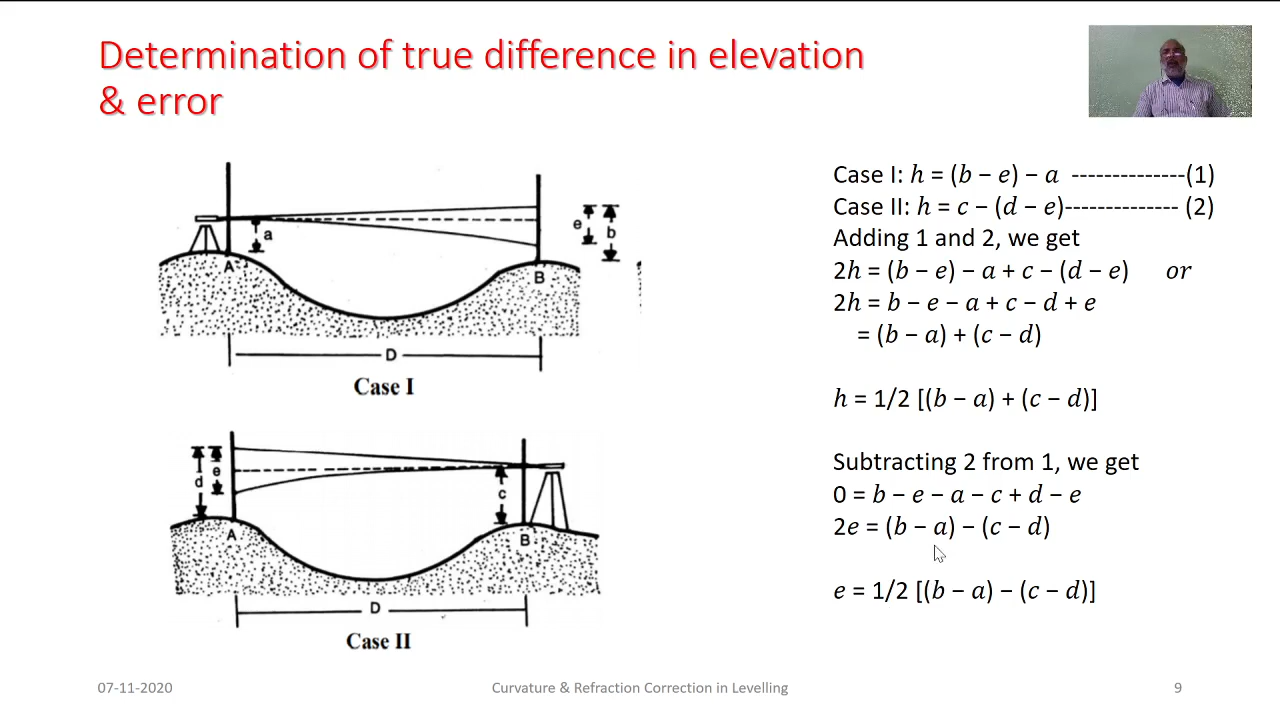 Determination of true difference in elevation
& error
a
e
b
A
B
D
Case I
d
e
c
A
B
D
Case II
Case I: h = (b − e) − a --------------(1)
Case II: h = c − (d − e)-------------- (2)
Adding 1 and 2, we get
2h = (b − e) − a + c − (d − e) or
2h = b − e − a + c − d + e
= (b − a) + (c − d)
h = 1/2 [(b − a) + (c − d)]
Subtracting 2 from 1, we get
0 = b − e − a − c + d − e
2e = (b − a) − (c − d)
e = 1/2 [(b − a) − (c − d)]
07-11-2020
Curvature & Refraction Correction in Levelling
9